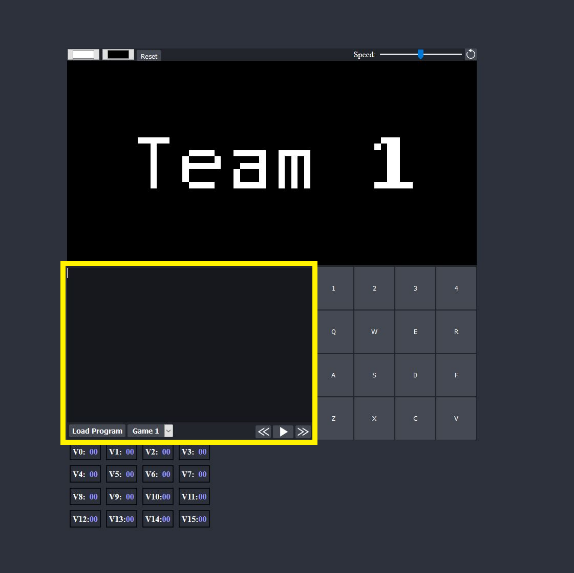 Reset Speed:
Team 1
1 2 3 4
Q W E R
A S D F
Z X C V
Load Program Game 1
V0: 00 V1: 00 V2: 00 V3: 00
V4: 00 V5: 00 V6: 00 V7: 00
V8: 00 V9: 00 V10:00 V11:00
V12:00 V13:00 V14:00 V15:00